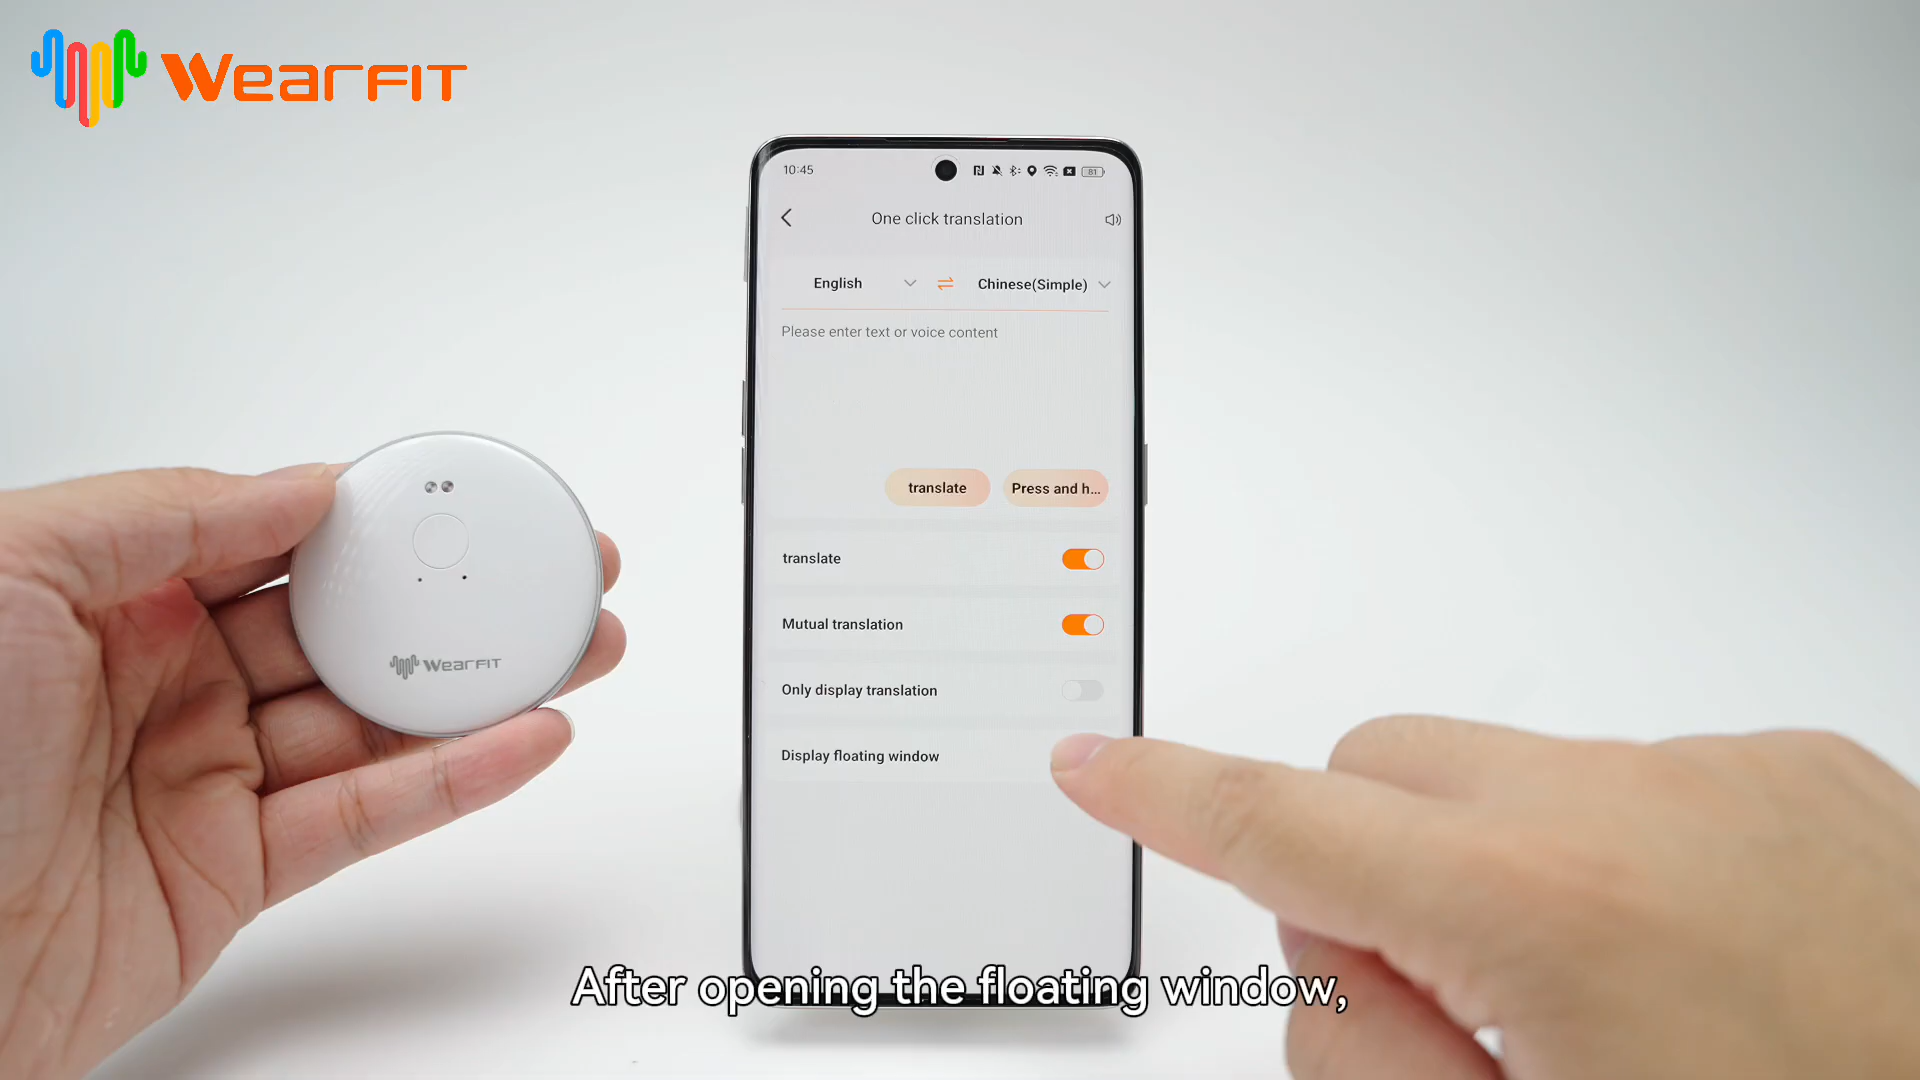 WearFIT
10:45
81
One click translation
English
Chinese(Simple)
Please enter text or voice content
translate
Press and h...
translate
Mutual translation
Only display translation
Display floating window
WearFIT
After opening the floating window,